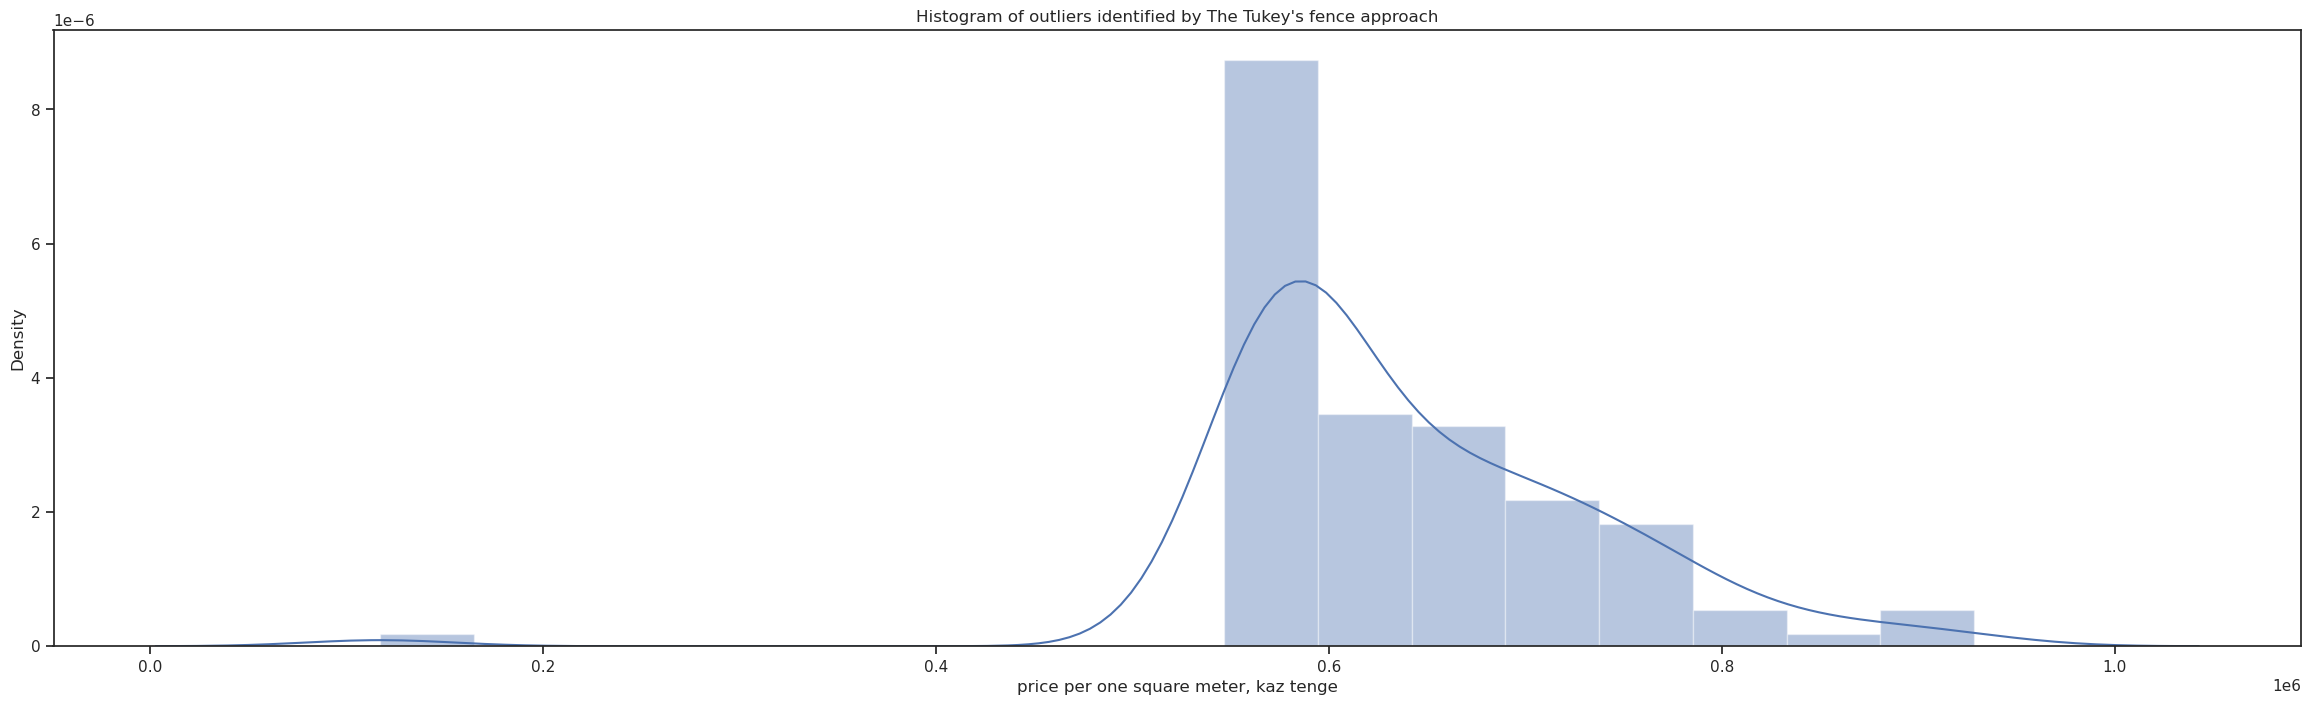 Histogram of outliers identified by The Tukey's fence approach
1e−6
8
6
4
2
0
Density
0.0 0.2 0.4 0.6 0.8 1.0
1e6
price per one square meter, kaz tenge